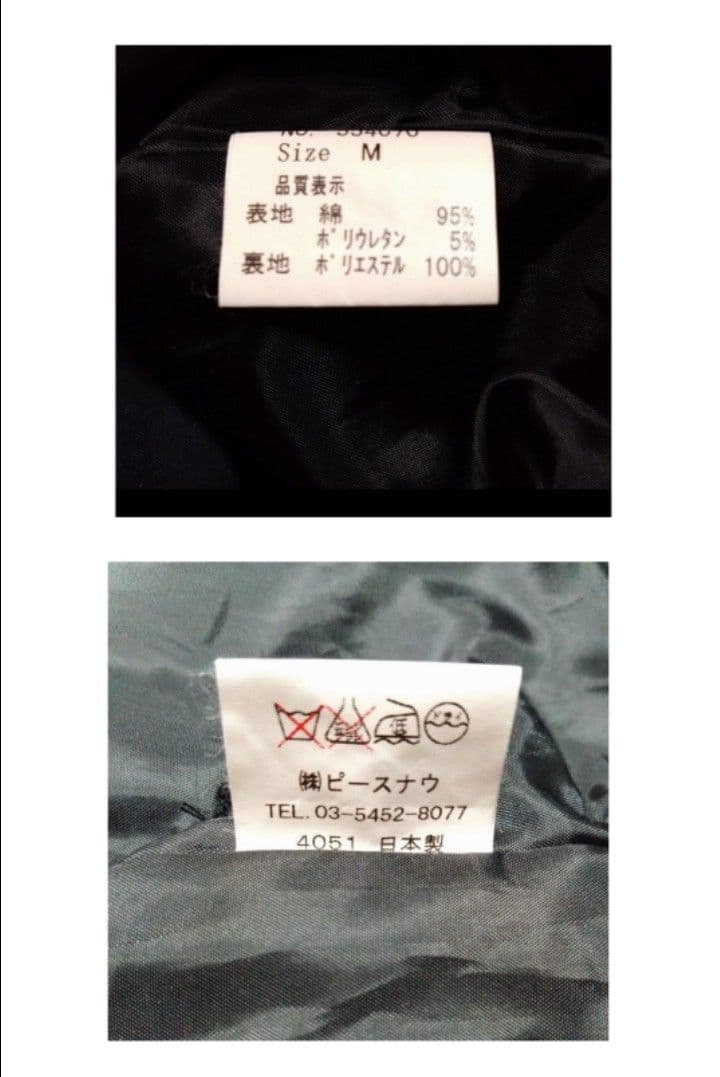 Size M
品質表示
表地 綿 95%
ポリウレタン 5%
裏地 ポリエステル 100%
低
㈱ピースナウ
TEL. 03-5452-8077
4051 日本製